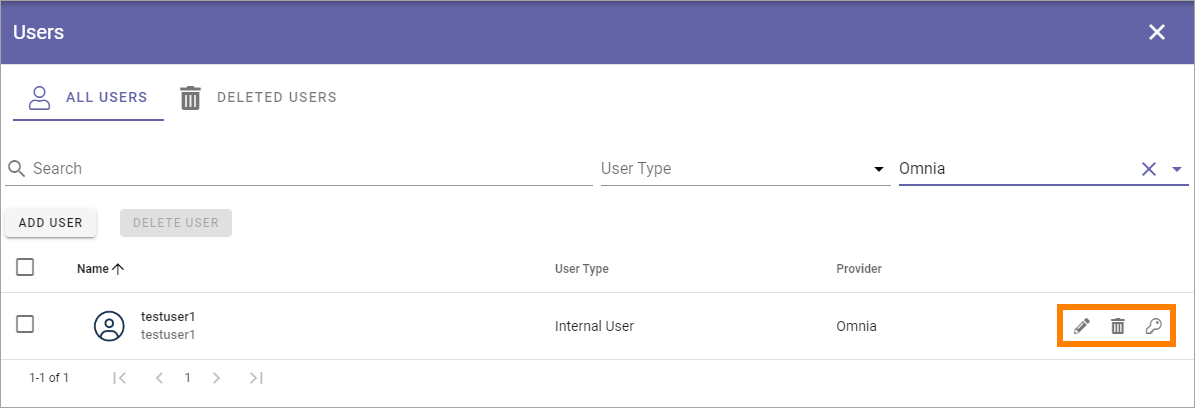 Users
ALL USERS DELETED USERS
Search User Type Omnia
ADD USER DELETE USER
Name User Type Provider
testuser1
testuser1 Internal User Omnia
1-1 of 1 1